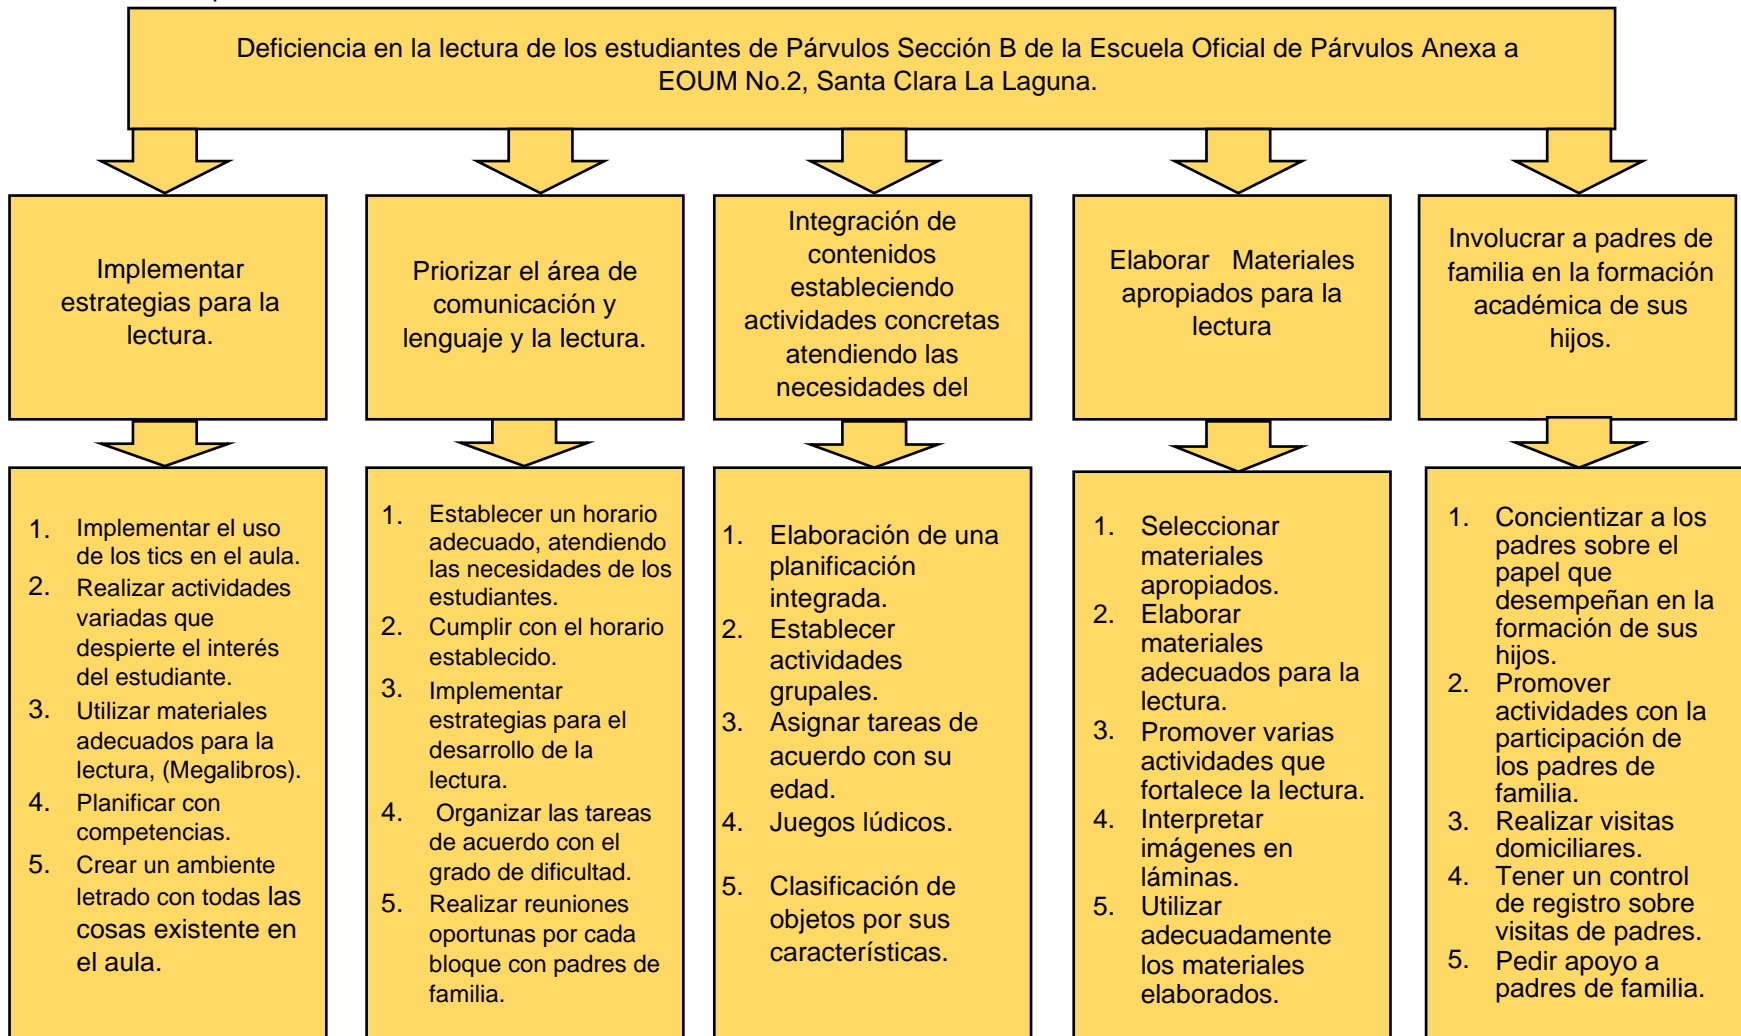 Deficiencia en la lectura de los estudiantes de Párvulos Sección B de la Escuela Oficial de Párvulos Anexa a
EOUM No.2, Santa Clara La Laguna.
Implementar
estrategias para la
lectura.
Priorizar el área de
comunicación y
lenguaje y la lectura.
Integración de
contenidos
estableciendo
actividades concretas
atendiendo las
necesidades del
Elaborar Materiales
apropiados para la
lectura
Involucrar a padres de
familia en la formación
académica de sus
hijos.
1. Implementar el uso
de los tics en el aula.
2. Realizar actividades
variadas que
despierte el interés
del estudiante.
3. Utilizar materiales
adecuados para la
lectura, (Megalibros).
4. Planificar con
competencias.
5. Crear un ambiente
letrado con todas las
cosas existente en
el aula.
1. Establecer un horario
adecuado, atendiendo
las necesidades de los
estudiantes.
2. Cumplir con el horario
establecido.
3. Implementar
estrategias para el
desarrollo de la
lectura.
4. Organizar las tareas
de acuerdo con el
grado de dificultad.
5. Realizar reuniones
oportunas por cada
bloque con padres de
familia.
1. Elaboración de una
planificación
integrada.
2. Establecer
actividades
grupales.
3. Asignar tareas de
acuerdo con su
edad.
4. Juegos lúdicos.
5. Clasificación de
objetos por sus
características.
1. Seleccionar
materiales
apropiados.
2. Elaborar
materiales
adecuados para la
lectura.
3. Promover varias
actividades que
fortalece la lectura.
4. Interpretar
imágenes en
láminas.
5. Utilizar
adecuadamente
los materiales
elaborados.
1. Concientizar a los
padres sobre el
papel que
desempeñan en la
formación de sus
hijos.
2. Promover
actividades con la
participación de
los padres de
familia.
3. Realizar visitas
domiciliares.
4. Tener un control
de registro sobre
visitas de padres.
5. Pedir apoyo a
padres de familia.